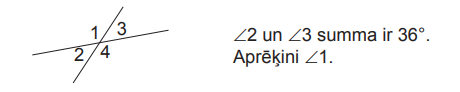 1 3
2 4
∠2 un ∠3 summa ir 36°.
Aprēķini ∠1.